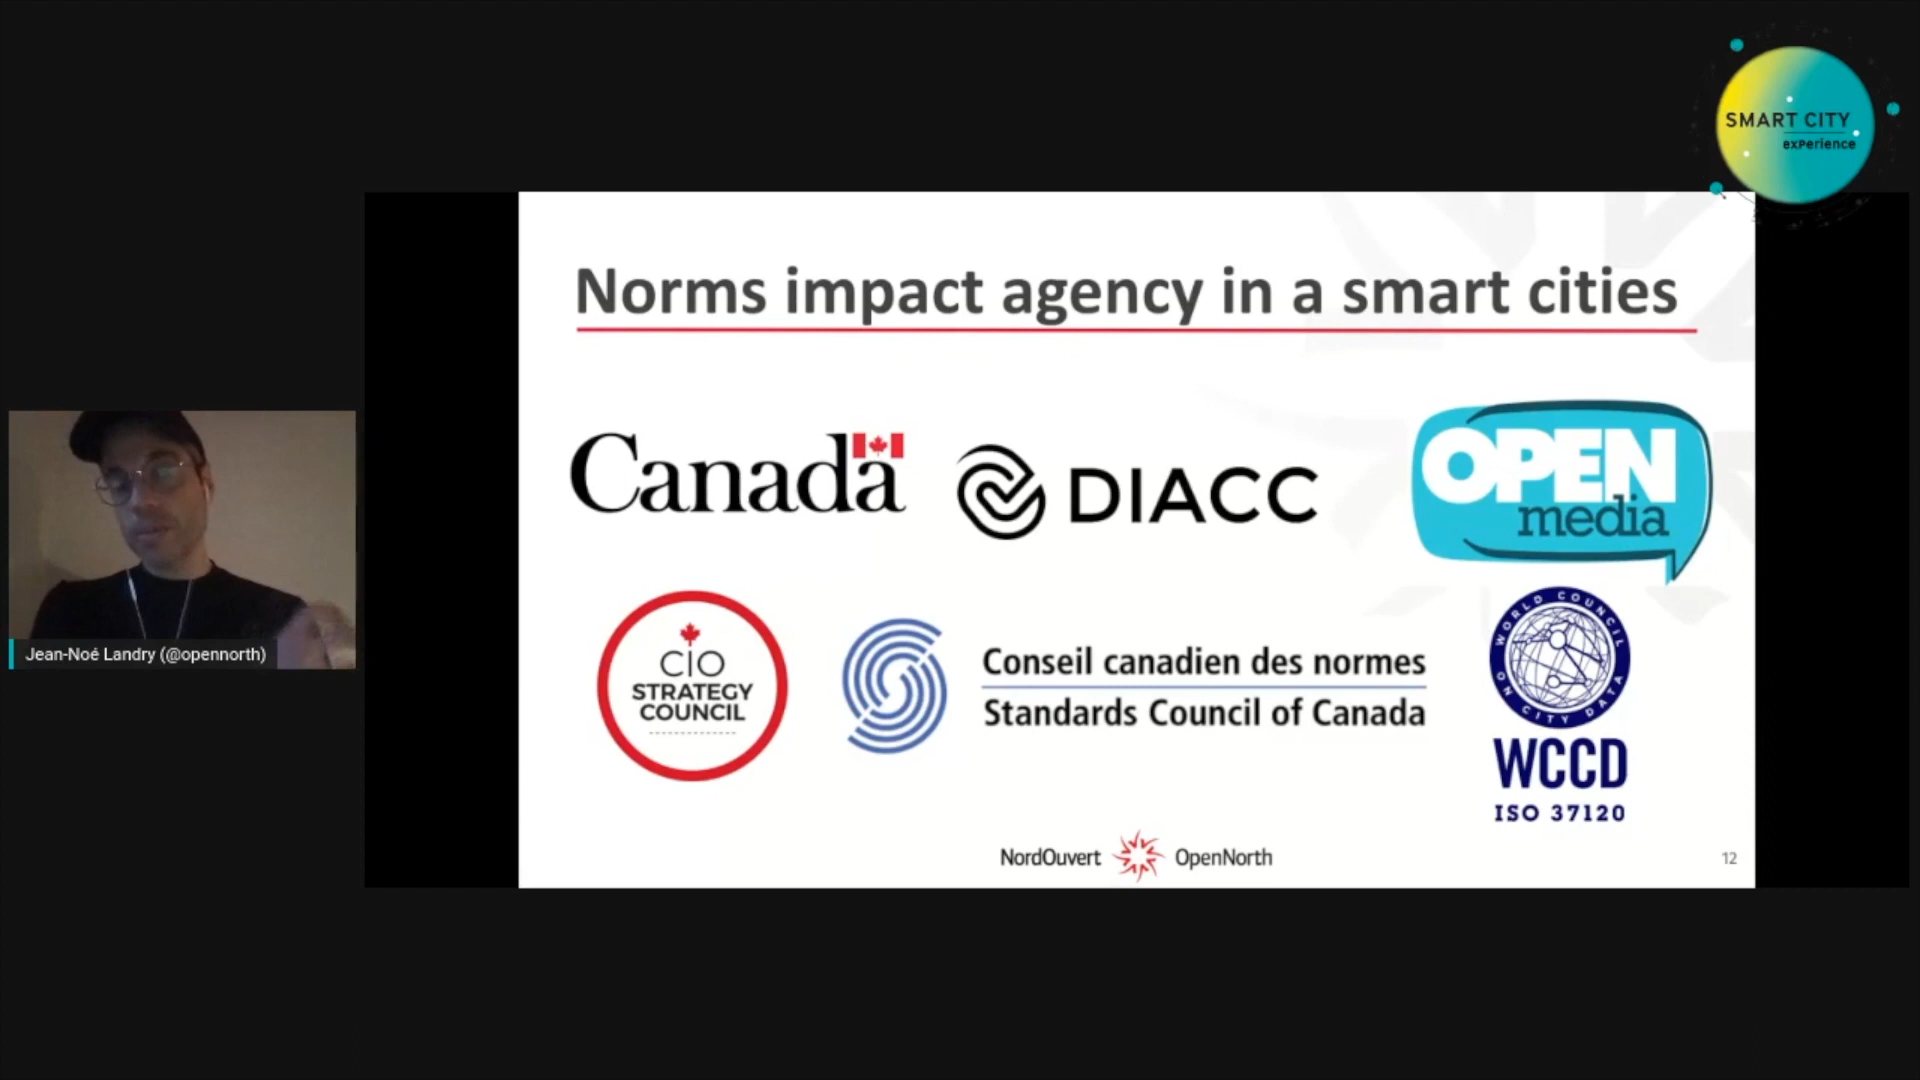 SMART CITY
experience
Norms impact agency in a smart cities
Canada
DIACC
OPEN
media
CIO
STRATEGY
COUNCIL
Conseil canadien des normes
Standards Council of Canada
WORLD COUNCIL
ON CITY DATA
WCCD
ISO 37120
NordOuvert
OpenNorth
12
Jean-Noé Landry (@opennorth)